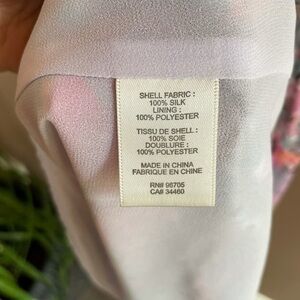 SHELL FABRIC :
100% SILK
LINING :
100% POLYESTER
TISSU DE SHELL :
100% SOIE
DOUBLURE :
100% POLYESTER
MADE IN CHINA
FABRIQUE EN CHINE
RN# 96705
CA# 34460